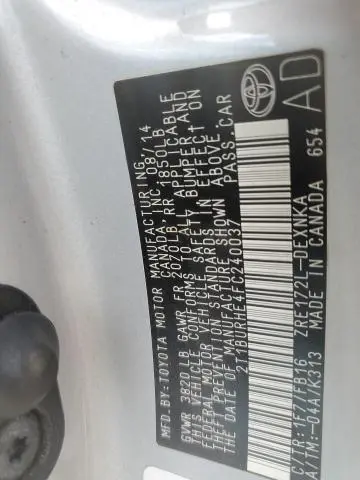 MFD.BY:TOYOTA MOTOR MANUFACTURING
CANADA, INC. 08/14
GVWR 3820 LB GAWR FR 2070LB, RR 1850LB
THIS VEHICLE CONFORMS TO ALL APPLICABLE
FEDERAL MOTOR VEHICLE SAFETY, BUMPER, AND
THEFT PREVENTION STANDARDS IN EFFECT ON
THE DATE OF MANUFACTURE SHOWN ABOVE.
2T1BURHE4FC240037 PASS.CAR
C/TR: 1F7/FB16 ZRE172L-DEXNKA
A/TM: -04A/K313 MADE IN CANADA 654
AD